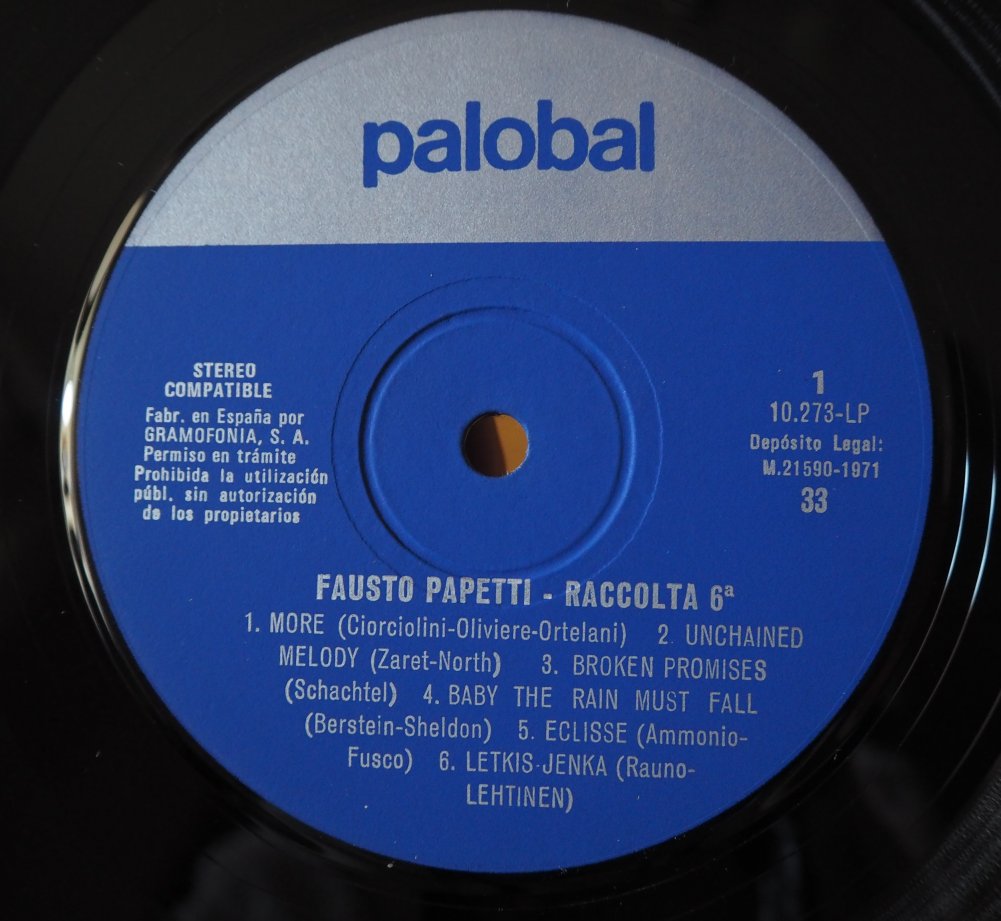 palobal
STEREO
COMPATIBLE
Fabr. en España por
GRAMOFONIA, S. A.
Permiso en trámite
Prohibida la utilización
públ. sin autorización
de los propietarios
1
10.273-LP
Depósito Legal:
M.21590-1971
33
FAUSTO PAPETTI - RACCOLTA 6ª
1. MORE (Ciorciolini-Oliviere-Ortelani) 2. UNCHAINED
MELODY (Zaret-North) 3. BROKEN PROMISES
(Schachtel) 4. BABY THE RAIN MUST FALL
(Berstein-Sheldon) 5. ECLISSE (Ammonio-
Fusco) 6. LETKIS-JENKA (Rauno-
LEHTINEN)